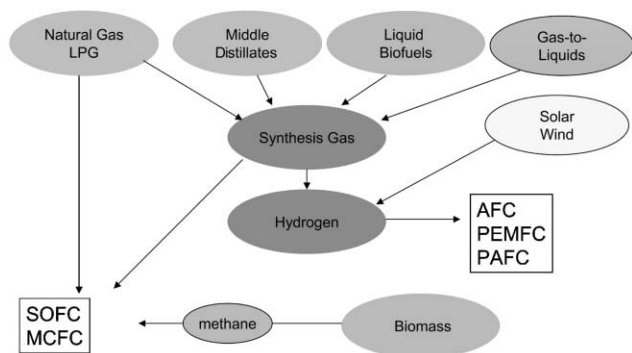 Natural Gas
LPG
Middle
Distillates
Liquid
Biofuels
Gas-to-
Liquids
Synthesis Gas
Solar
Wind
Hydrogen
AFC
PEMFC
PAFC
SOFC
MCFC
methane
Biomass